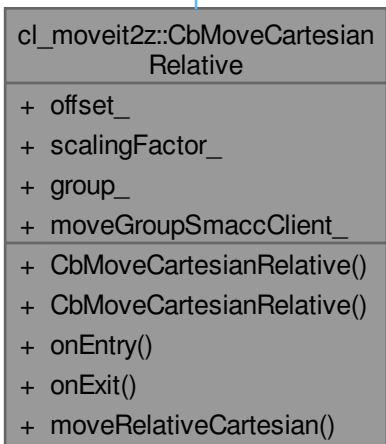 cl_moveit2z::CbMoveCartesian
Relative
+ offset_
+ scalingFactor_
+ group_
+ moveGroupSmaccClient_
+ CbMoveCartesianRelative()
+ CbMoveCartesianRelative()
+ onEntry()
+ onExit()
+ moveRelativeCartesian()